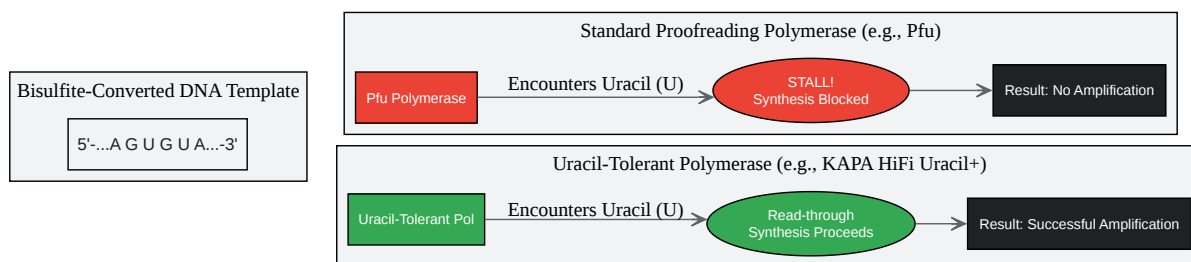 Bisulfite-Converted DNA Template
5'-...A G U G U A...-3'
Standard Proofreading Polymerase (e.g., Pfu)
Pfu Polymerase
Encounters Uracil (U)
STALL!
Synthesis Blocked
Result: No Amplification
Uracil-Tolerant Polymerase (e.g., KAPA HiFi Uracil+)
Uracil-Tolerant Pol
Encounters Uracil (U)
Read-through
Synthesis Proceeds
Result: Successful Amplification